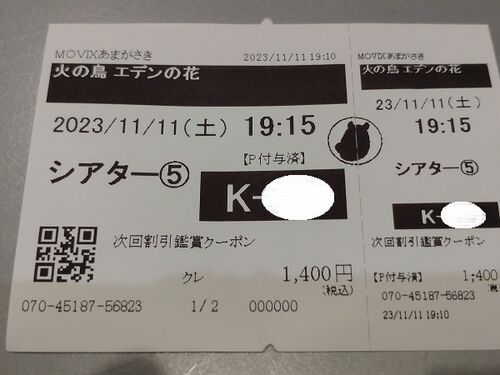 MOVIXあまがさき 2023/11/11 19:10
火の鳥 エデンの花
2023/11/11(土) 19:15
【P付与済】
シアター⑤
K-
次回割引鑑賞クーポン
クレ 1,400円
(税込)
070-45187-56823 1/2 000000
MOVIXあまがさき
火の鳥 エデンの花
23/11/11(土)
19:15
シアター⑤
K-
次回割引鑑賞クーポン
【P付与済】 1,400
070-45187-56823
23/11/11 19:10